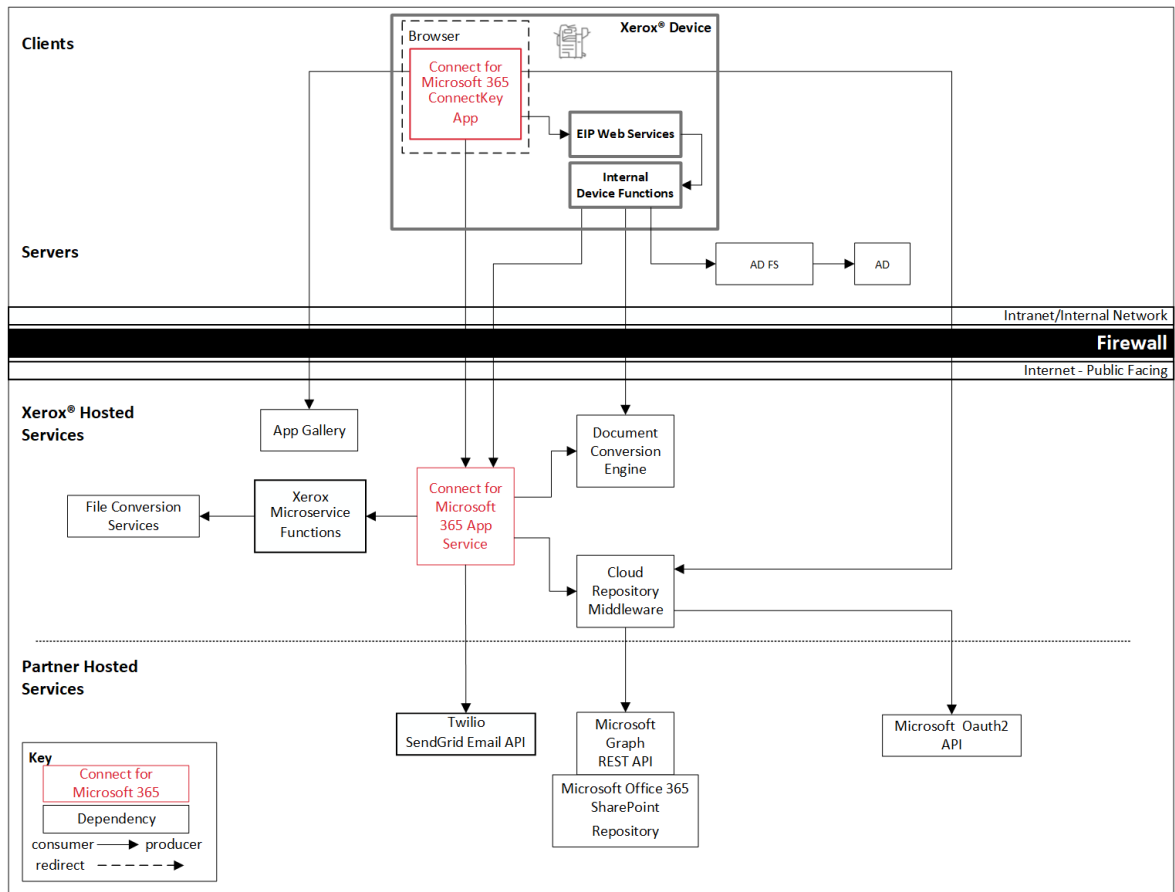 Clients
Browser
Xerox® Device
Connect for
Microsoft 365
ConnectKey
App
EIP Web Services
Internal
Device Functions
Servers
AD FS
AD
Intranet/Internal Network
Firewall
Internet - Public Facing
Xerox® Hosted
Services
App Gallery
Document
Conversion
Engine
File Conversion
Services
Xerox
Microservice
Functions
Connect for
Microsoft
365 App
Service
Cloud
Repository
Middleware
Partner Hosted
Services
Twilio
SendGrid Email API
Microsoft
Graph
REST API
Microsoft Office 365
SharePoint
Repository
Microsoft Oauth2
API
Key
Connect for
Microsoft 365
Dependency
consumer producer
redirect